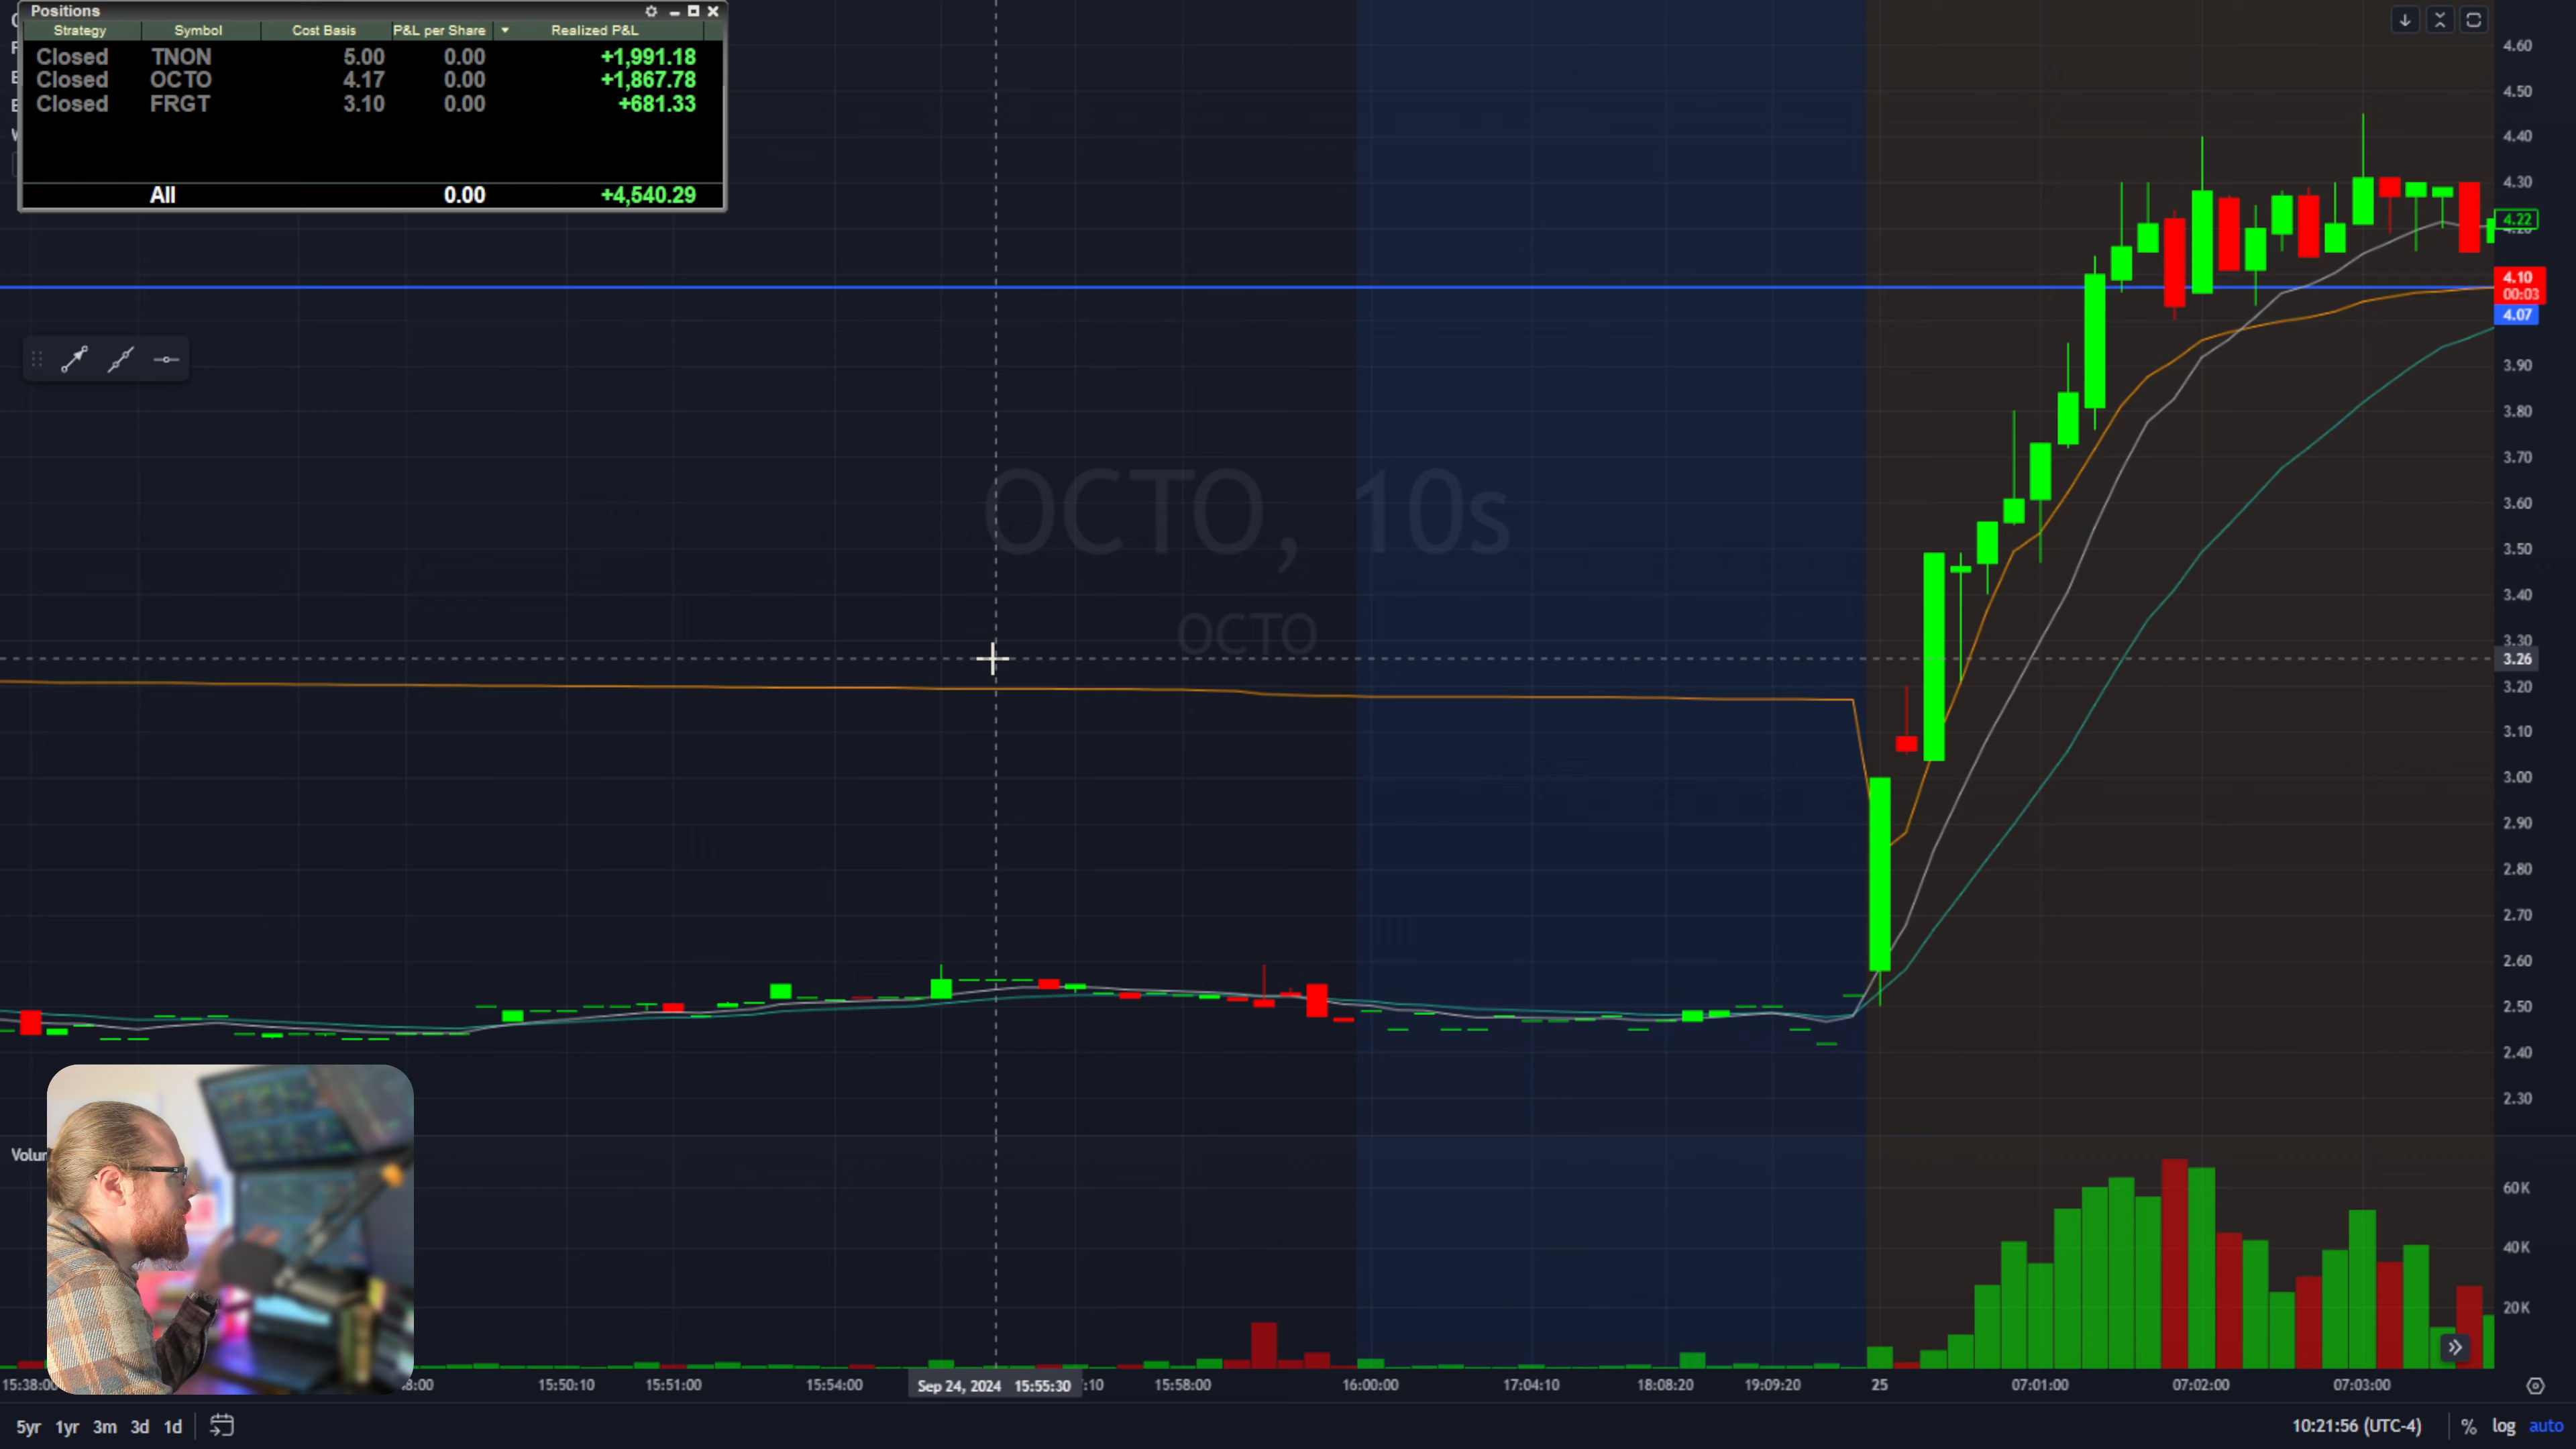 Positions
Strategy Symbol Cost Basis P&L per Share Realized P&L
Closed TNON 5.00 0.00 +1,991.18
Closed OCTO 4.17 0.00 +1,867.78
Closed FRGT 3.10 0.00 +681.33
All 0.00 +4,540.29
4.60
4.50
4.40
4.30
4.22
4.20
4.10
00:03
4.07
3.90
3.80
3.70
3.60
3.50
3.40
3.30
3.26
3.20
3.10
3.00
2.90
2.80
2.70
2.60
2.50
2.40
2.30
OCTO, 10s
OCTO
Volum
60K
40K
20K
15:38:00 8:00 15:50:10 15:51:00 15:54:00 Sep 24, 2024 15:55:30 :10 15:58:00 16:00:00 17:04:10 18:08:20 19:09:20 25 07:01:00 07:02:00 07:03:00
5yr 1yr 3m 3d 1d 10:21:56 (UTC-4) % log auto